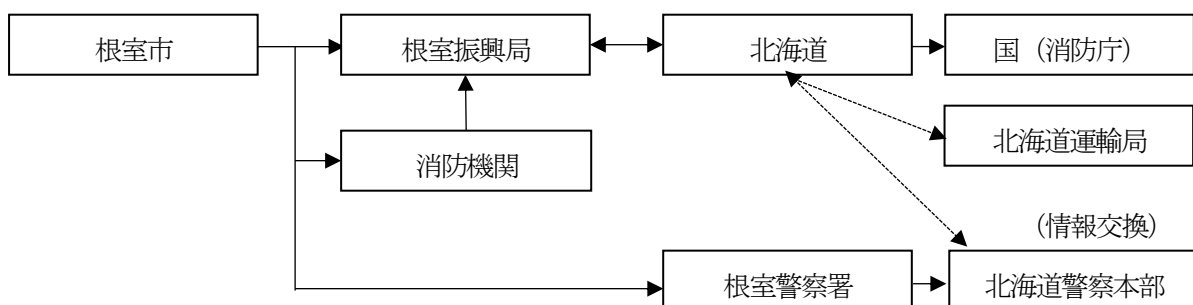 根室市
根室振興局
北海道
国（消防庁）
消防機関
北海道運輸局
（情報交換）
根室警察署
北海道警察本部